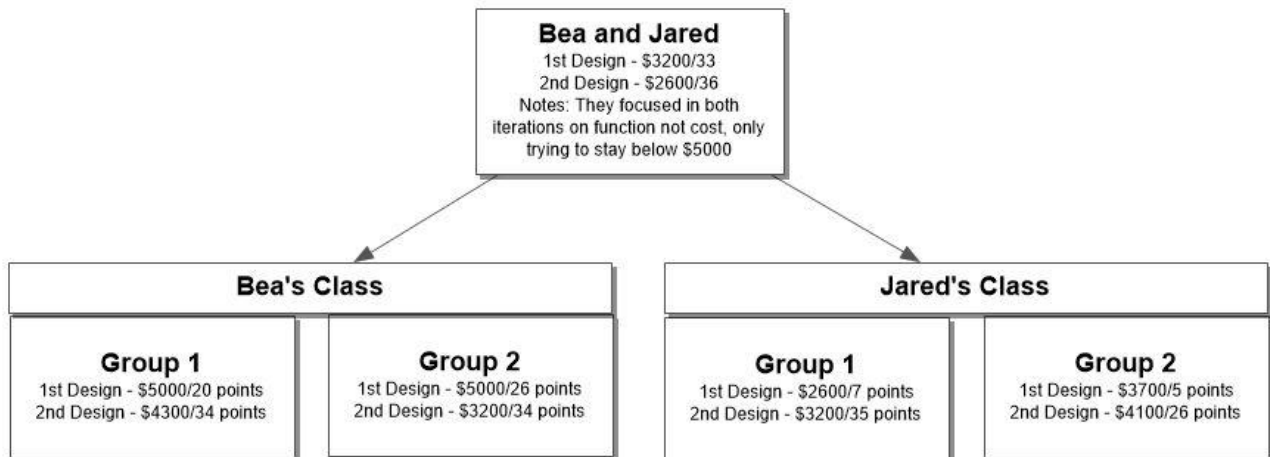 Bea and Jared
1st Design - $3200/33
2nd Design - $2600/36
Notes: They focused in both
iterations on function not cost, only
trying to stay below $5000
Bea's Class
Group 1
1st Design - $5000/20 points
2nd Design - $4300/34 points
Group 2
1st Design - $5000/26 points
2nd Design - $3200/34 points
Jared's Class
Group 1
1st Design - $2600/7 points
2nd Design - $3200/35 points
Group 2
1st Design - $3700/5 points
2nd Design - $4100/26 points